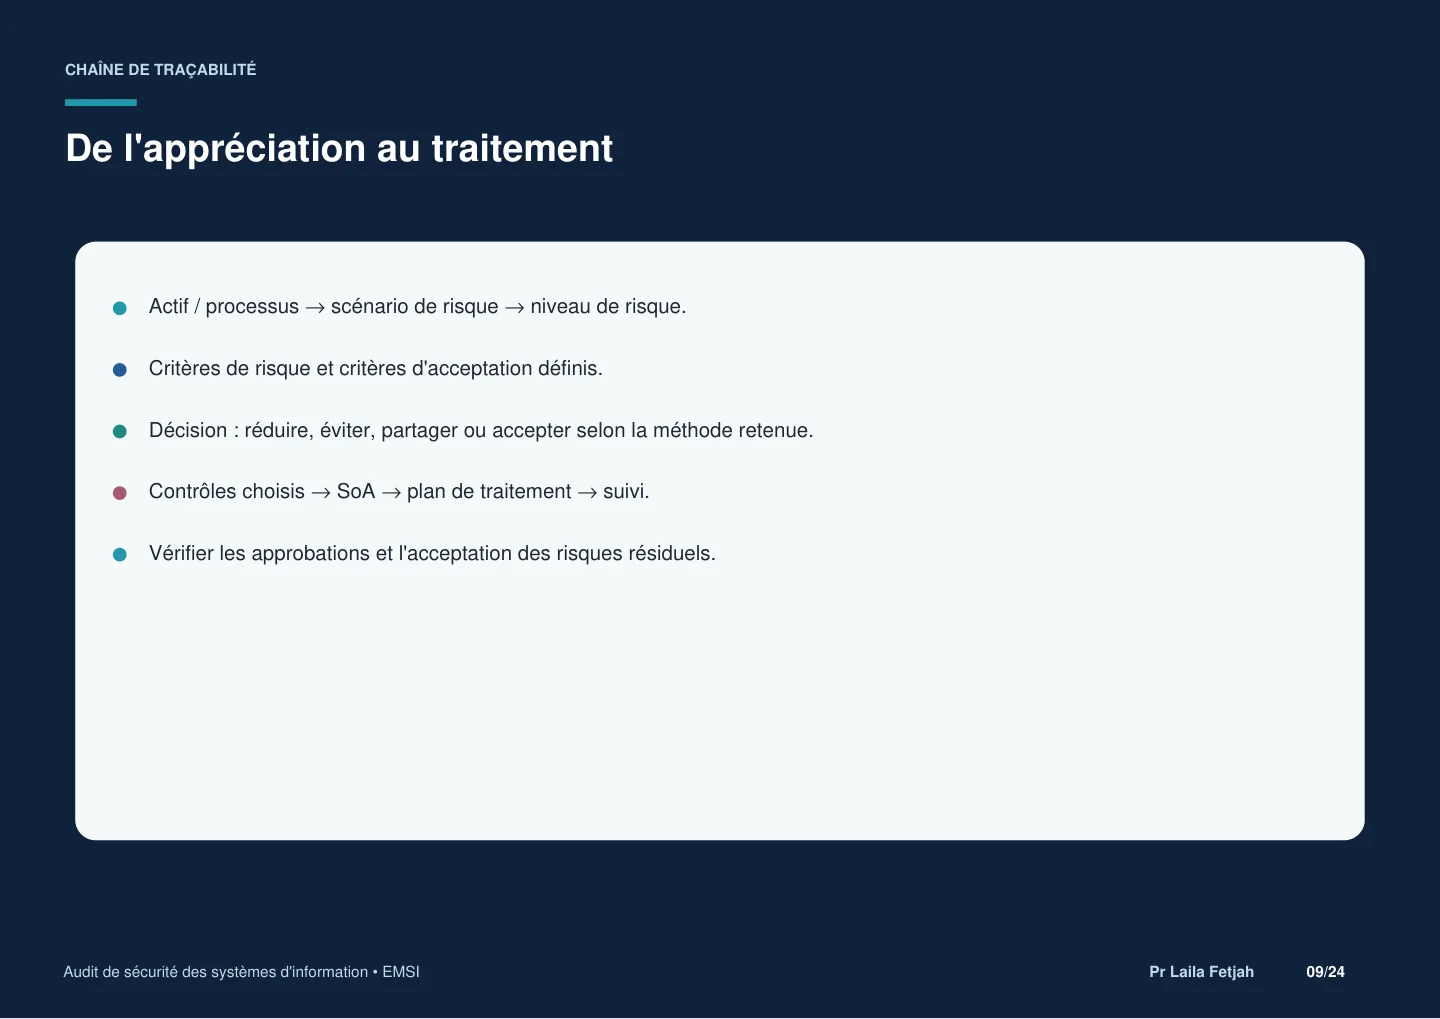 CHAÎNE DE TRAÇABILITÉ
De l'appréciation au traitement
Actif / processus → scénario de risque → niveau de risque.
Critères de risque et critères d'acceptation définis.
Décision : réduire, éviter, partager ou accepter selon la méthode retenue.
Contrôles choisis → SoA → plan de traitement → suivi.
Vérifier les approbations et l'acceptation des risques résiduels.
Audit de sécurité des systèmes d'information • EMSI
Pr Laila Fetjah
09/24